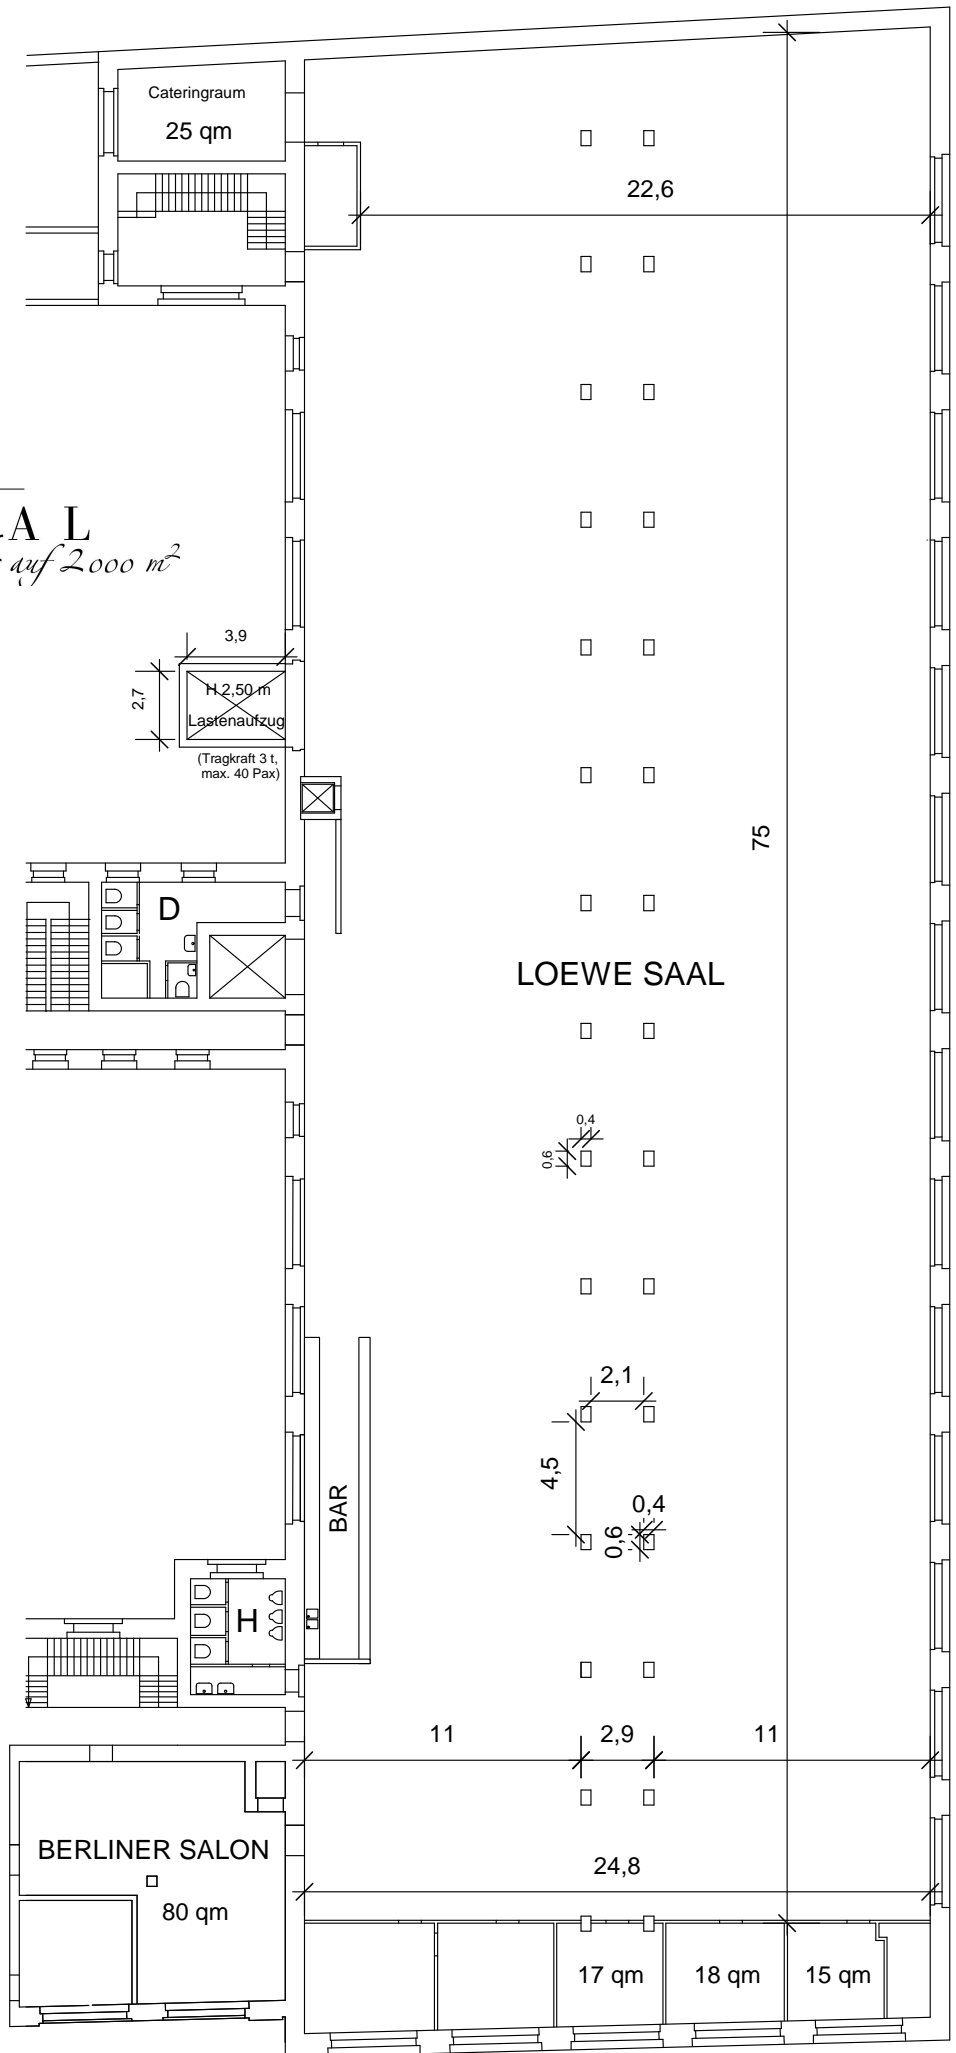 Cateringraum
25 qm
22,6
A L
auf 2000 m²
3,9
2,7
H 2,50 m
Lastenaufzug
(Tragkraft 3 t,
max. 40 Pax)
75
D
LOEWE SAAL
0,4
0,6
2,1
4,5
BAR
0,4
0,6
H
11
2,9
11
24,8
BERLINER SALON
80 qm
17 qm
18 qm
15 qm